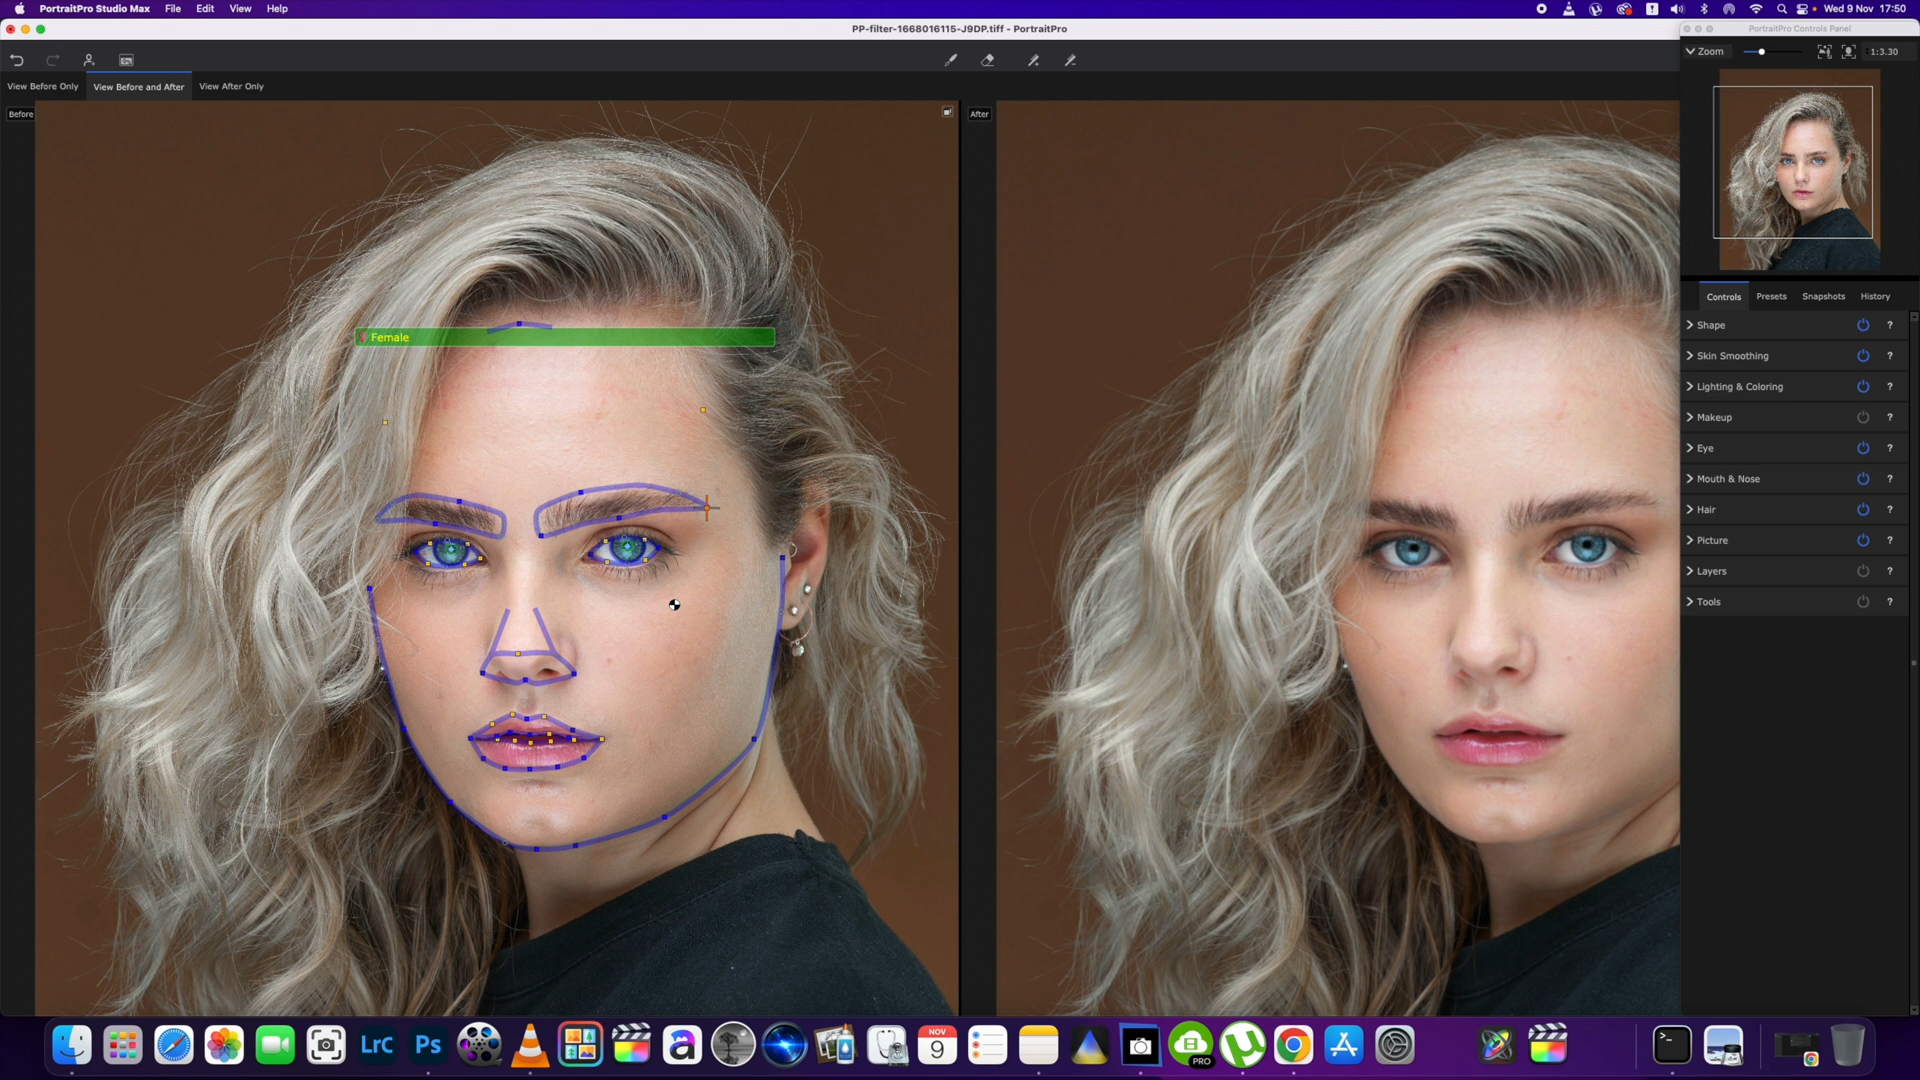 PortraitPro Studio Max File Edit View Help Wed 9 Nov 17:50
PP-filter-1668016115-J9DP.tiff - PortraitPro
PortraitPro Controls Panel
Zoom 1:3.30
View Before Only View Before and After View After Only
Before
After
Female
Controls Presets Snapshots History
Shape ?
Skin Smoothing ?
Lighting & Coloring ?
Makeup ?
Eye ?
Mouth & Nose ?
Hair ?
Picture ?
Layers ?
Tools ?
LrC Ps NOV
9
PRO
>_